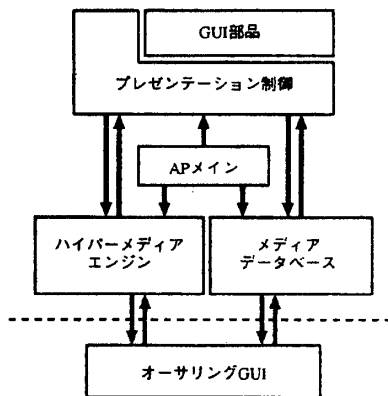 GUI部品
プレゼンテーション制御
APメイン
ハイパーメディア
エンジン
メディア
データベース
オーサリングGUI